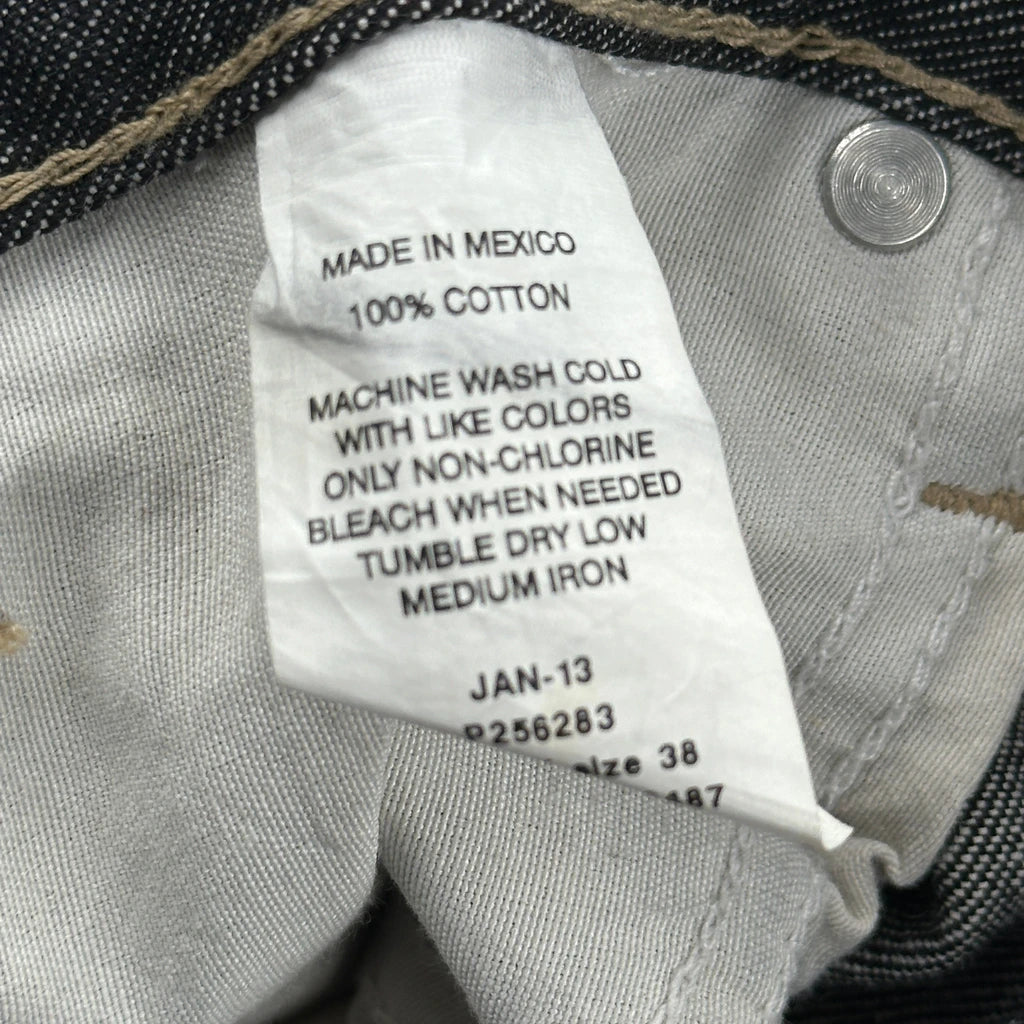 MADE IN MEXICO
100% COTTON
MACHINE WASH COLD
WITH LIKE COLORS
ONLY NON-CHLORINE
BLEACH WHEN NEEDED
TUMBLE DRY LOW
MEDIUM IRON
JAN-13
P256283
size 38